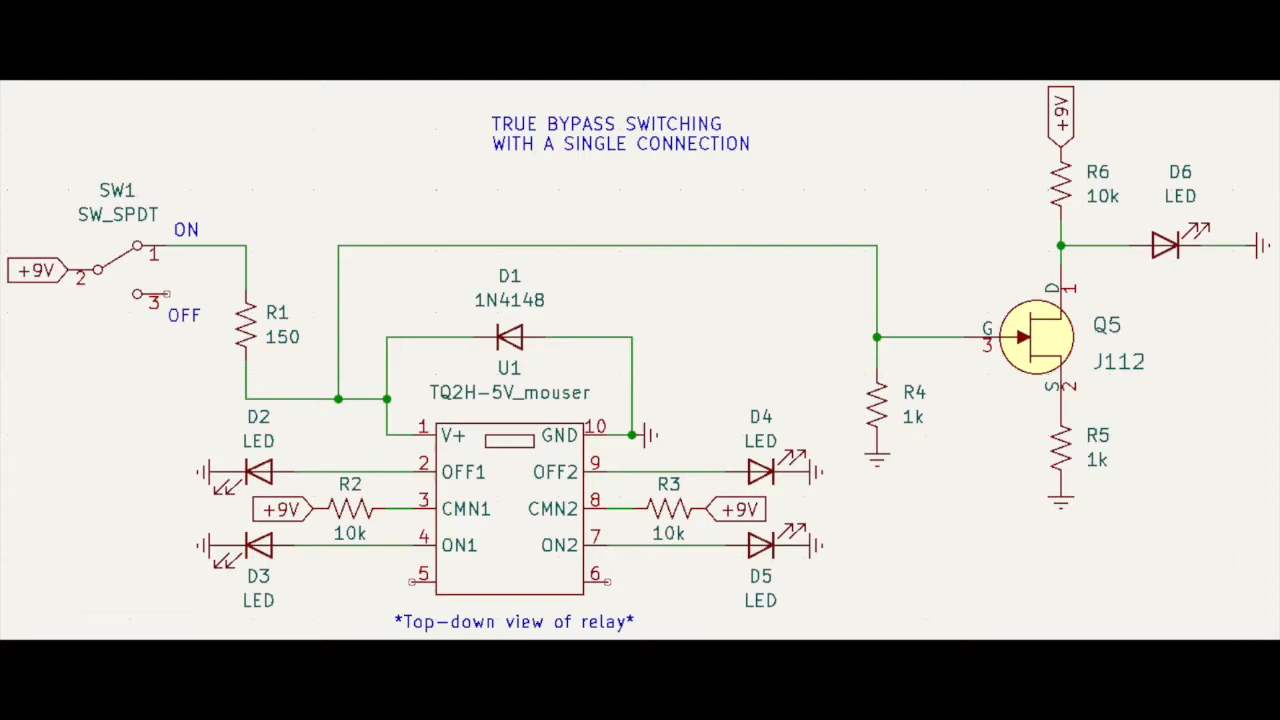 TRUE BYPASS SWITCHING
WITH A SINGLE CONNECTION
+9V
R6
10k
D6
LED
SW1
SW_SPDT
ON
1
+9V
2
3
OFF
R1
150
D1
1N4148
U1
TQ2H-5V_mouser
D
1
G
3
Q5
J112
S
2
R4
1k
R5
1k
D2
LED
1
V+
GND
10
D4
LED
2
OFF1
OFF2
9
R2
+9V
10k
3
CMN1
CMN2
8
R3
+9V
10k
4
ON1
ON2
7
D3
LED
5
6
D5
LED
*Top-down view of relay*